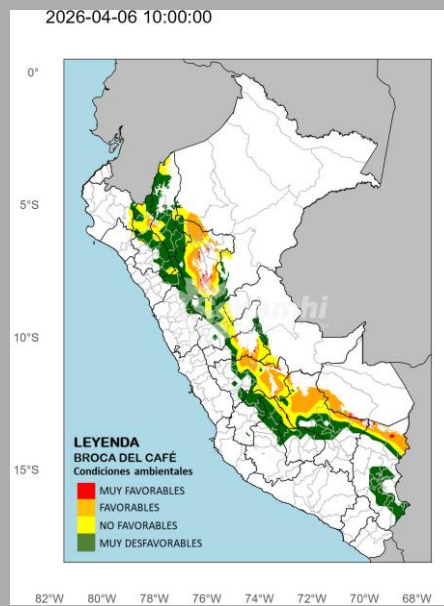 2026-04-06 10:00:00
0°
5°S
10°S
15°S
LEYENDA
BROCA DEL CAFÉ
Condiciones ambientales
MUY FAVORABLES
FAVORABLES
NO FAVORABLES
MUY DESFAVORABLES
82°W 80°W 78°W 76°W 74°W 72°W 70°W 68°W